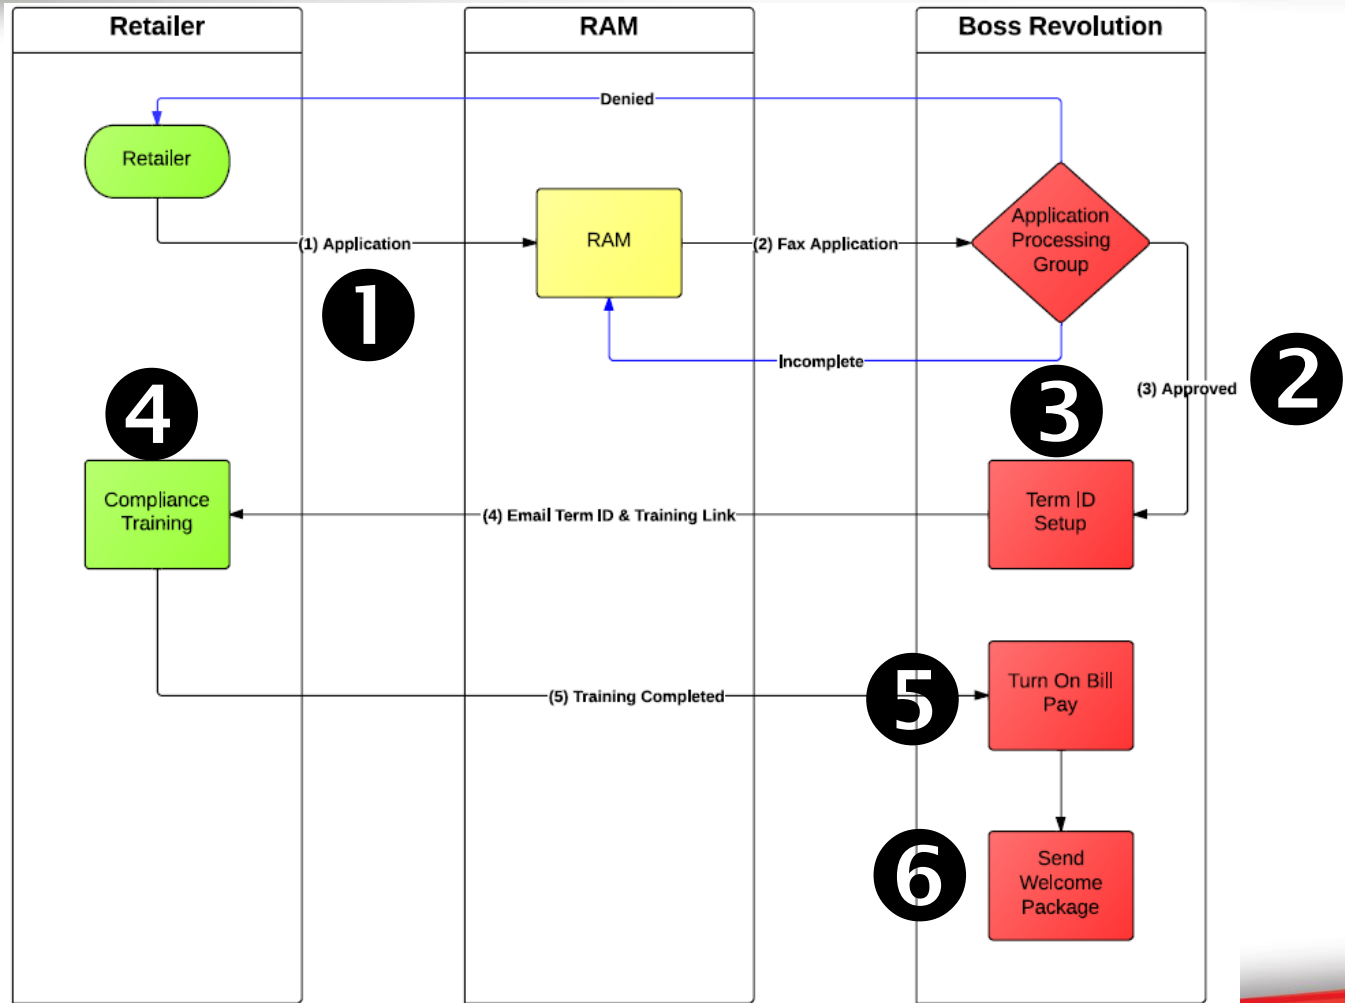 Retailer
RAM
Boss Revolution
Denied
Retailer
RAM
Application
Processing
Group
(1) Application
(2) Fax Application
1
Incomplete
(3) Approved
2
4
3
Compliance
Training
(4) Email Term ID & Training Link
Term ID
Setup
5
(5) Training Completed
Turn On Bill
Pay
6
Send
Welcome
Package